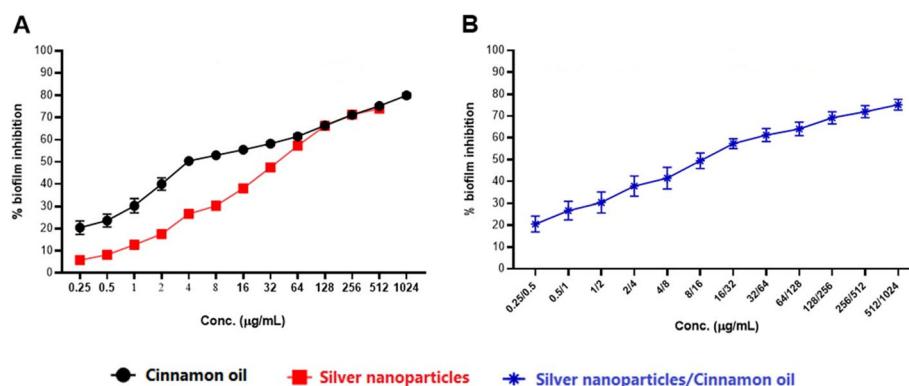 A
% biofilm inhibition
100
90
80
70
60
50
40
30
20
10
0
0.25 0.5 1 2 4 8 16 32 64 128 256 512 1024
Conc. (µg/mL)
B
% biofilm inhibition
100
90
80
70
60
50
40
30
20
10
0
0.25/0.5 0.5/1 1/2 2/4 4/8 8/16 16/32 32/64 64/128 128/256 256/512 512/1024
Conc. (µg/mL)
Cinnamon oil Silver nanoparticles Silver nanoparticles/Cinnamon oil